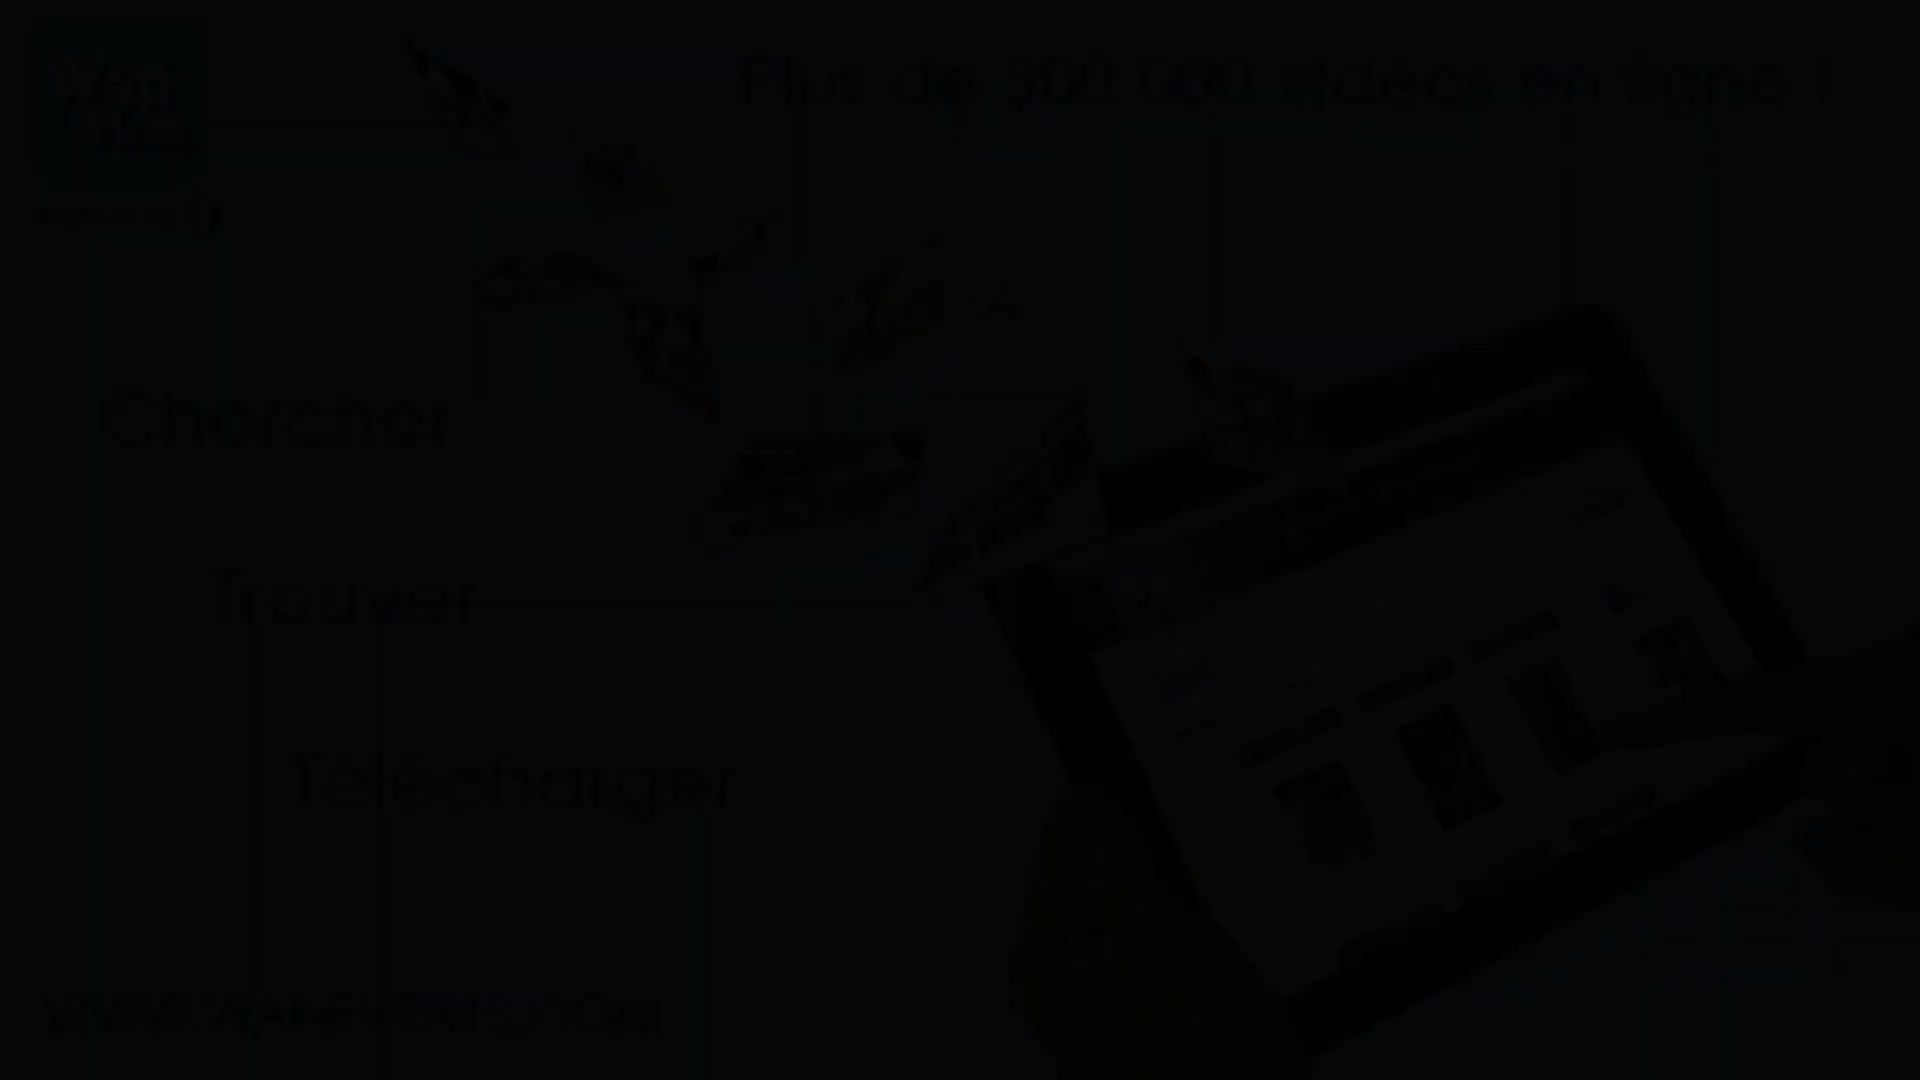 Plus de 300 000 vidéos en ligne !
Chercher
Trouver
Télécharger
WWW.WANEVENTS.COM